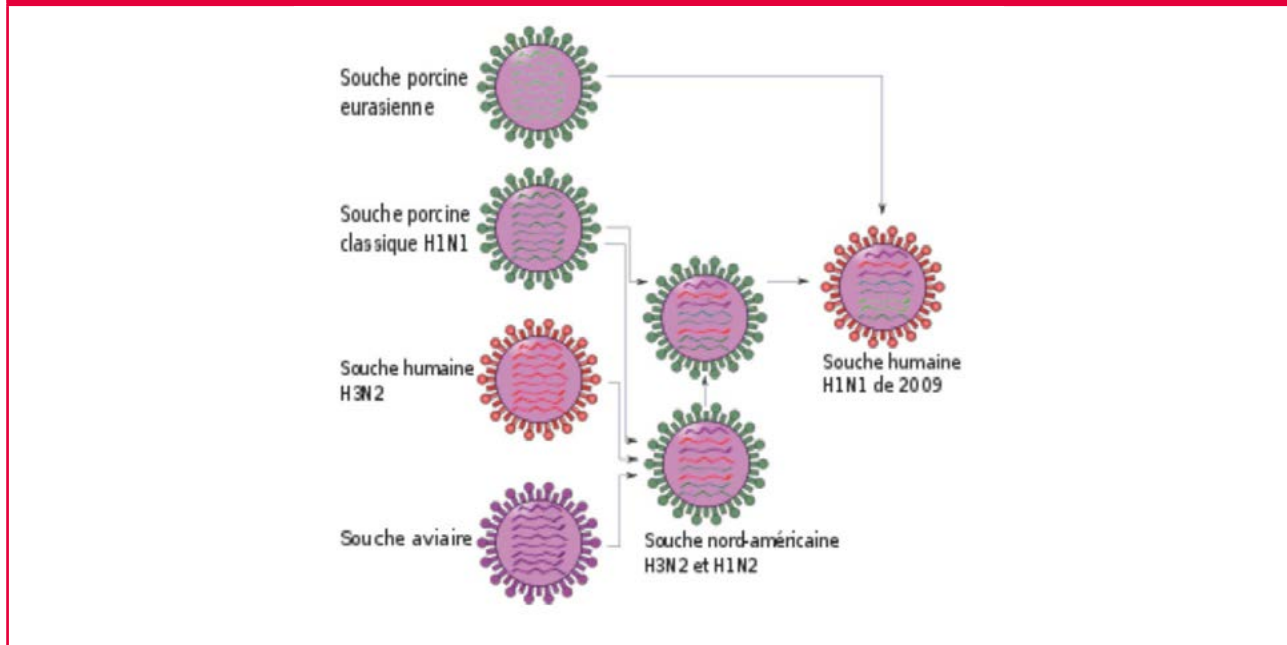 Souche porcine
eurasienne
Souche porcine
classique H1N1
Souche humaine
H3N2
Souche aviaire
Souche nord-américaine
H3N2 et H1N2
Souche humaine
H1N1 de 2009